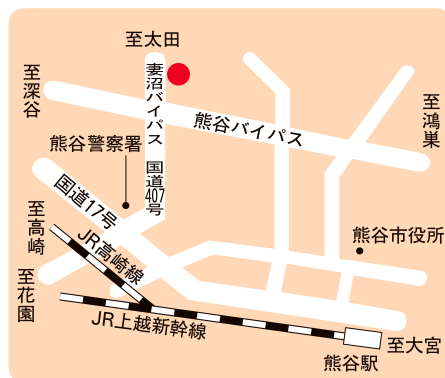 至太田
至深谷
妻沼バイパス 国道407号
熊谷バイパス
至鴻巣
熊谷警察署
国道17号
至高崎
JR高崎線
熊谷市役所
至花園
JR上越新幹線
熊谷駅
至大宮